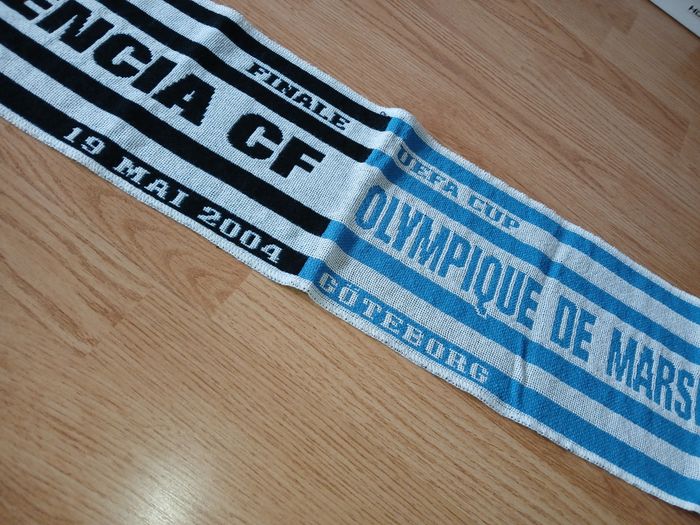 FINALE
ENCIA CF
19 MAI 2004
UEFA CUP
OLYMPIQUE DE MARS
GÖTEBORG